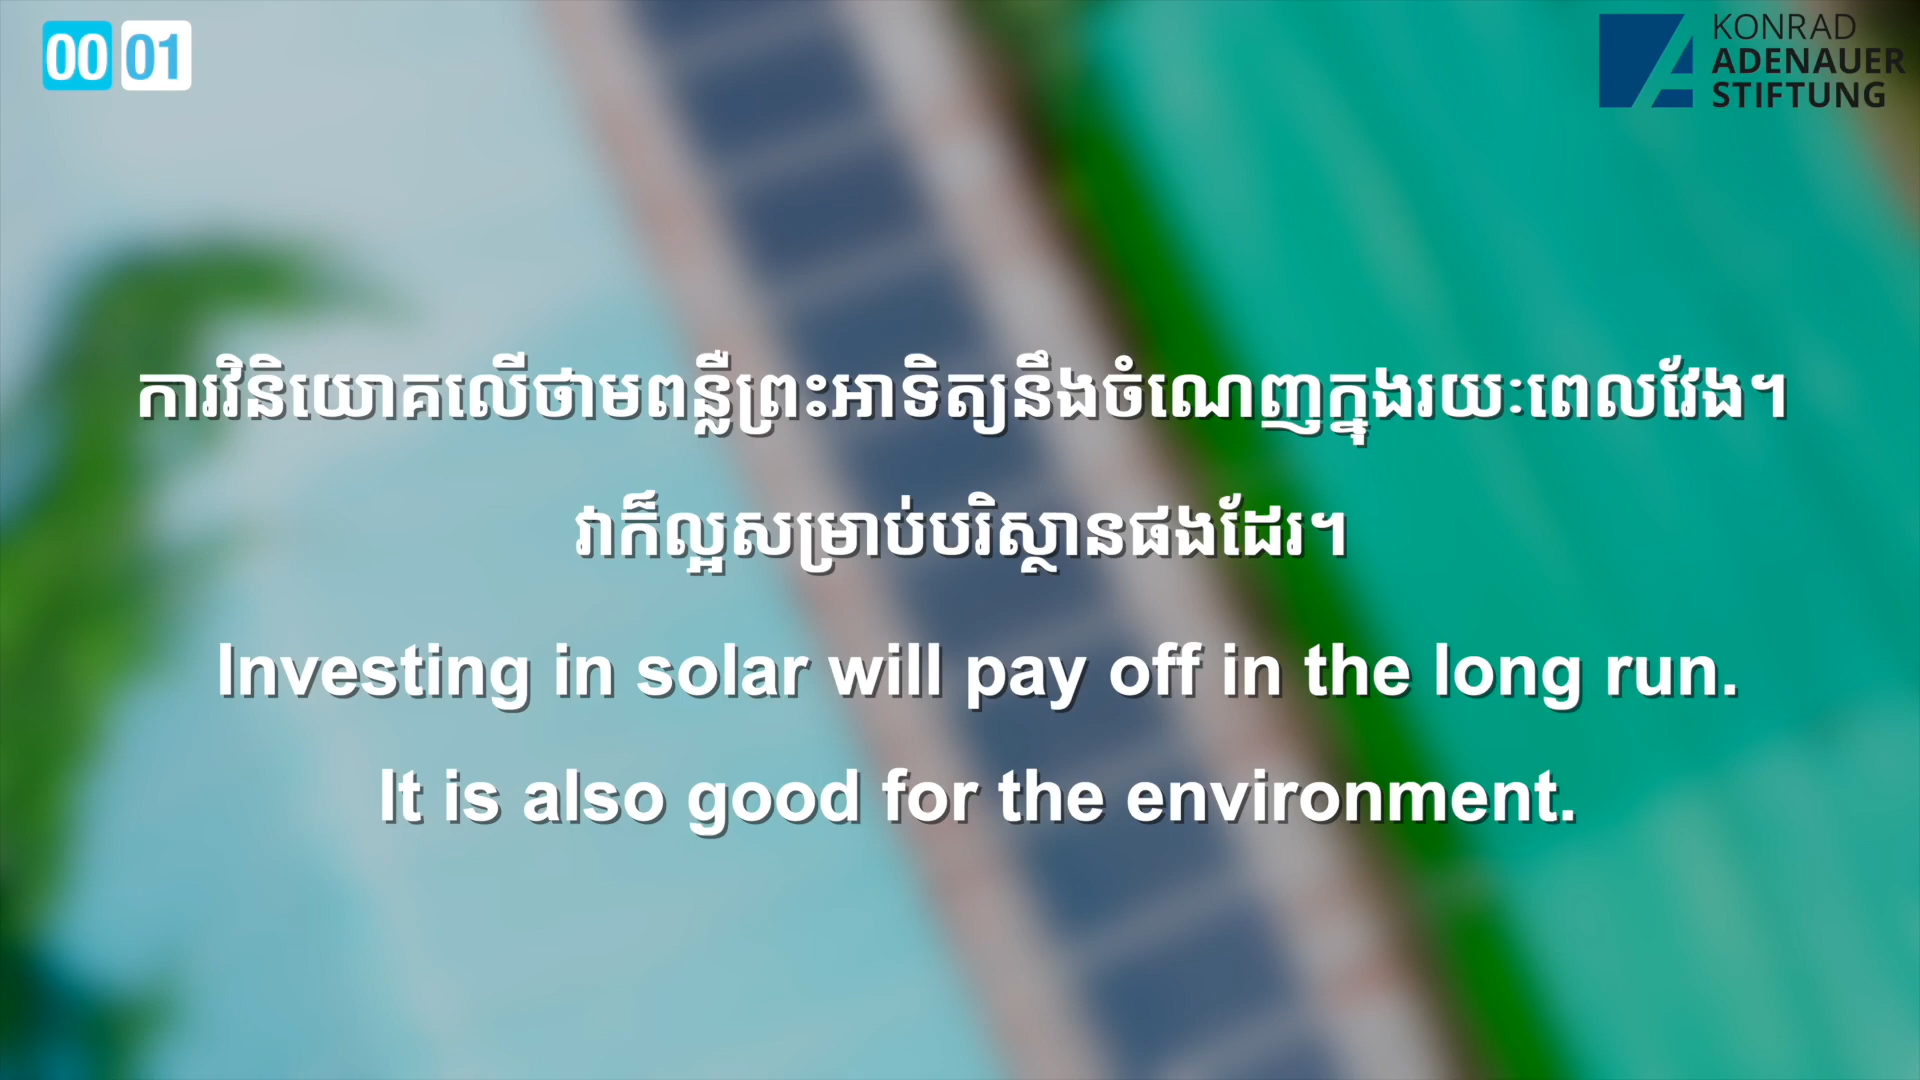 00 01
KONRAD
ADENAUER
STIFTUNG
ការវិនិយោគលើថាមពន្លឺព្រះអាទិត្យនឹងចំណេញក្នុងរយៈពេលវែង។
វាក៏ល្អសម្រាប់បរិស្ថានផងដែរ។
Investing in solar will pay off in the long run.
It is also good for the environment.